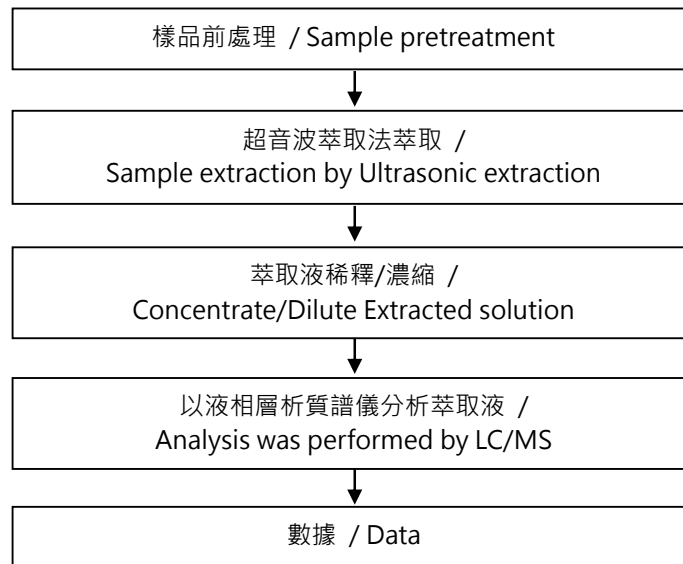 樣品前處理 / Sample pretreatment
超音波萃取法萃取 /
Sample extraction by Ultrasonic extraction
萃取液稀釋/濃縮 /
Concentrate/Dilute Extracted solution
以液相層析質譜儀分析萃取液 /
Analysis was performed by LC/MS
數據 / Data